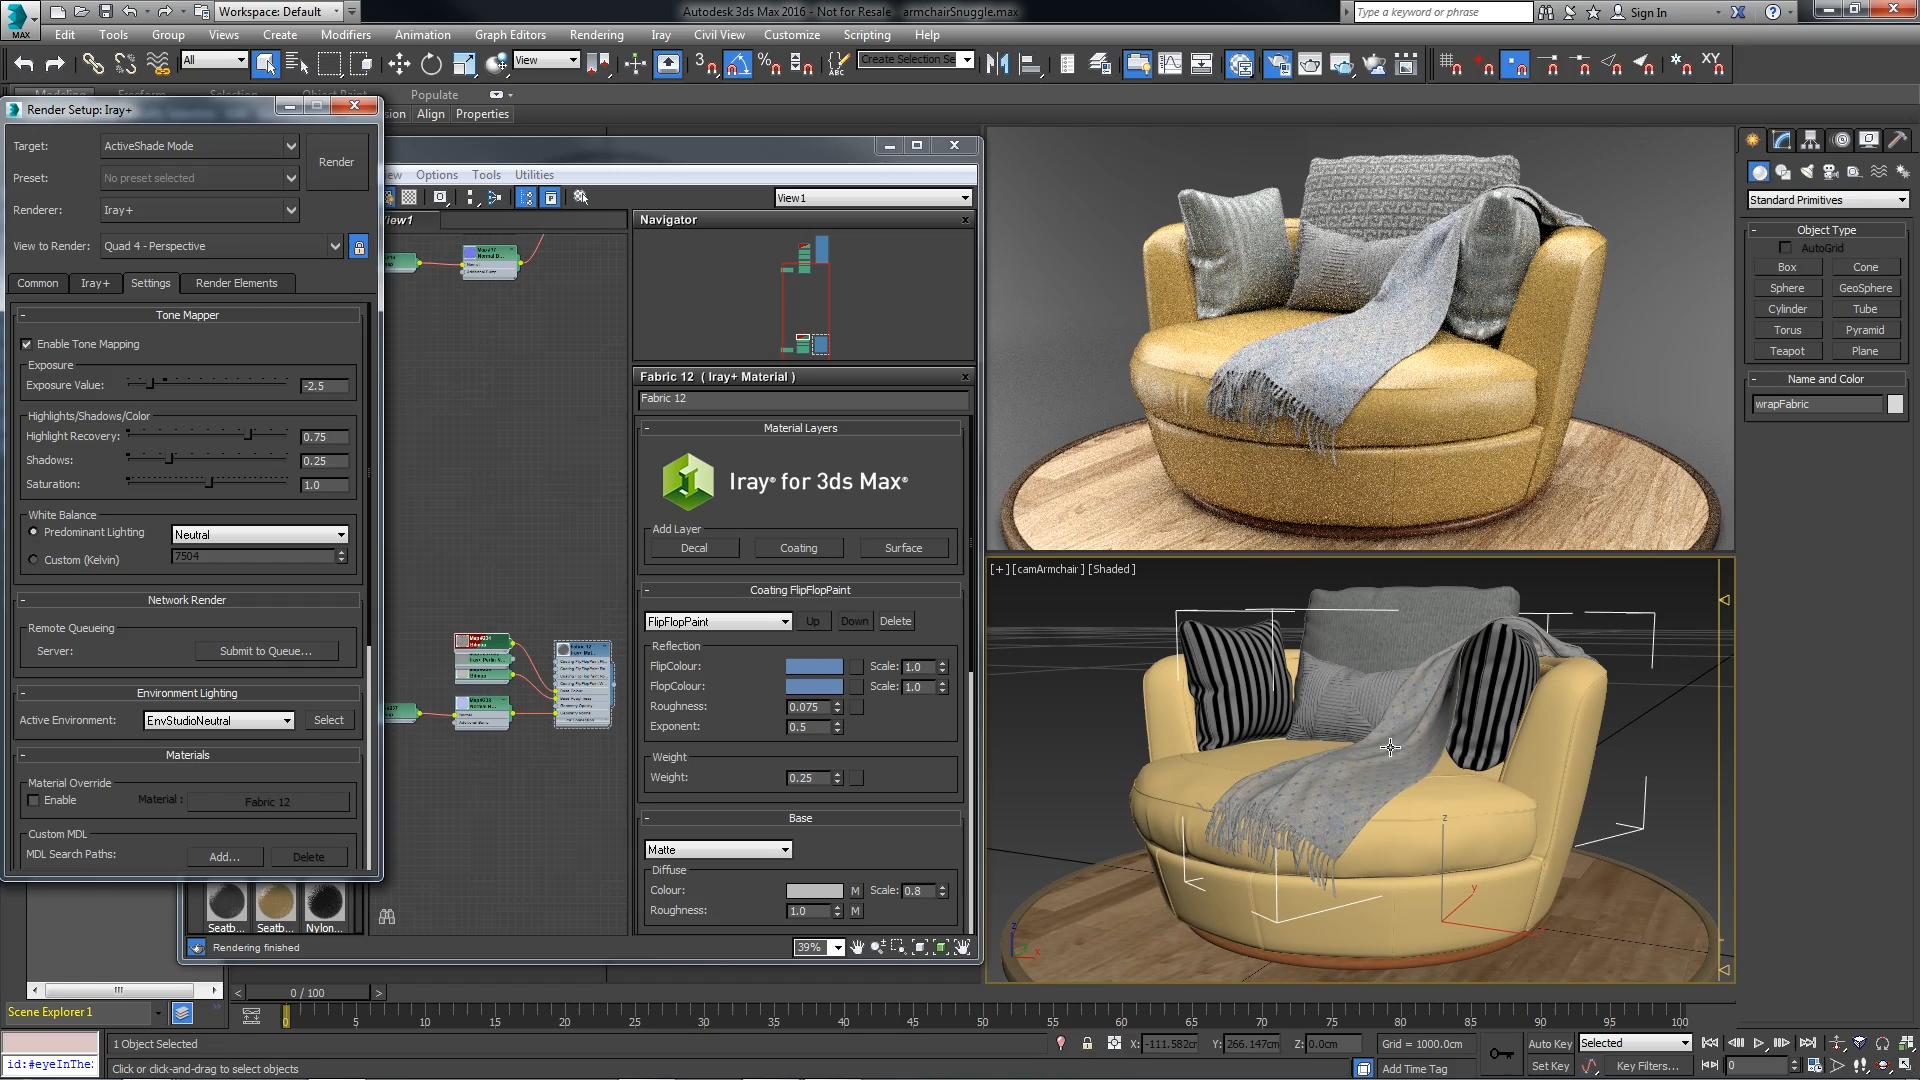 Workspace: Default
Autodesk 3ds Max 2016 - Not for Resale armchairSnuggle.max
Type a keyword or phrase
Sign In
MAX
Edit Tools Group Views Create Modifiers Animation Graph Editors Rendering Iray Civil View Customize Scripting Help
All
View
Create Selection Se
XY
Populate
Align Properties
Render Setup: Iray+
Target: ActiveShade Mode
Render
Preset: No preset selected
Renderer: Iray+
View to Render: Quad 4 - Perspective
Common Iray+ Settings Render Elements
Tone Mapper
Enable Tone Mapping
Exposure
Exposure Value: -2.5
Highlights/Shadows/Color
Highlight Recovery: 0.75
Shadows: 0.25
Saturation: 1.0
White Balance
Predominant Lighting Neutral
Custom (Kelvin) 7504
Network Render
Remote Queueing
Server: Submit to Queue...
Environment Lighting
Active Environment: EnvStudioNeutral Select
Materials
Material Override
Enable Material : Fabric 12
Custom MDL
MDL Search Paths: Add... Delete
Options Tools Utilities
View1
Navigator
Fabric 12 ( Iray+ Material )
Fabric 12
Material Layers
Iray® for 3ds Max®
Add Layer
Decal Coating Surface
Coating FlipFlopPaint
FlipFlopPaint Up Down Delete
Reflection
FlipColour: Scale: 1.0
FlopColour: Scale: 1.0
Roughness: 0.075
Exponent: 0.5
Weight
Weight: 0.25
Base
Matte
Diffuse
Colour: M Scale: 0.8
Roughness: 1.0 M
Seatb... Seatb... Nylon...
Rendering finished
39%
[+] [camArmchair] [Shaded]
z
y
x
Standard Primitives
Object Type
AutoGrid
Box Cone
Sphere GeoSphere
Cylinder Tube
Torus Pyramid
Teapot Plane
Name and Color
wrapFabric
0 / 100
Scene Explorer 1
0 5 10 15 20 25 30 35 40 45 50 55 60 65 70 75 80 85 90 95 100
1 Object Selected
X: -111.582cm Y: 266.147cm Z: 0.0cm Grid = 1000.0cm
Auto Key Selected
id:#eyeInThe
Click or click-and-drag to select objects
Add Time Tag
Set Key Key Filters... 0